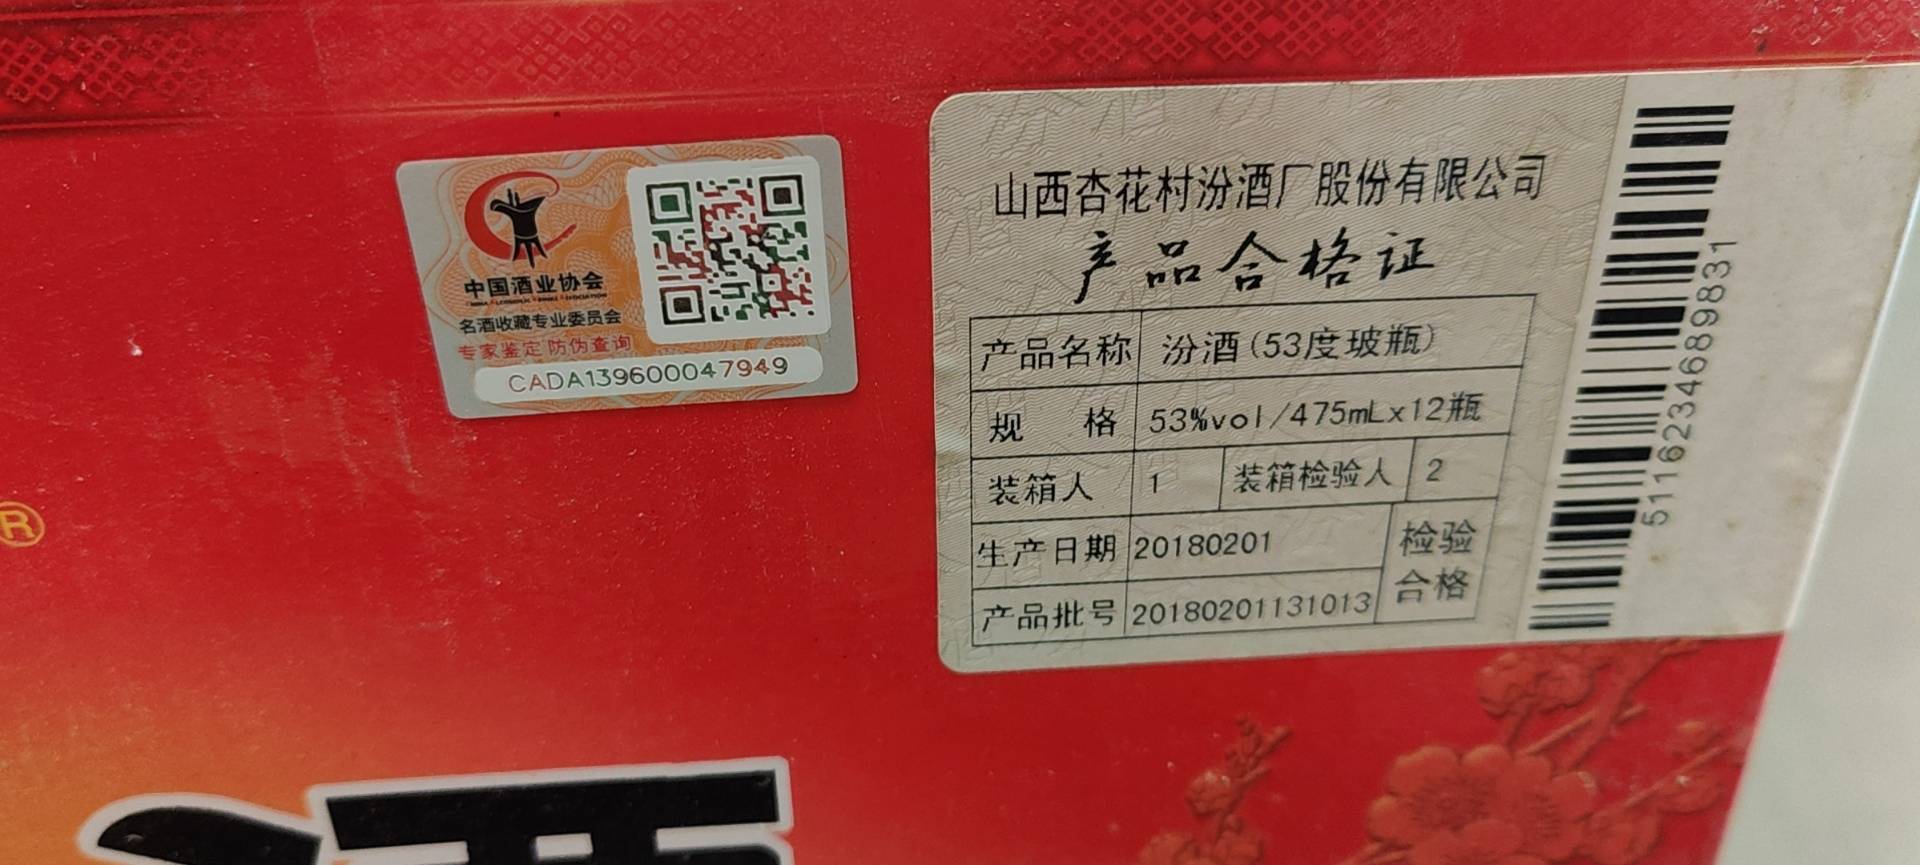 中国酒业协会
名酒收藏专业委员会
专家鉴定 防伪查询
CADA139600047949
山西杏花村汾酒厂股份有限公司
产品合格证
产品名称 汾酒(53度玻瓶)
规 格 53%vol/475mLx12瓶
装箱人 1 装箱检验人 2
生产日期 20180201
检验合格
产品批号 20180201131013
5116234689831
®
酒